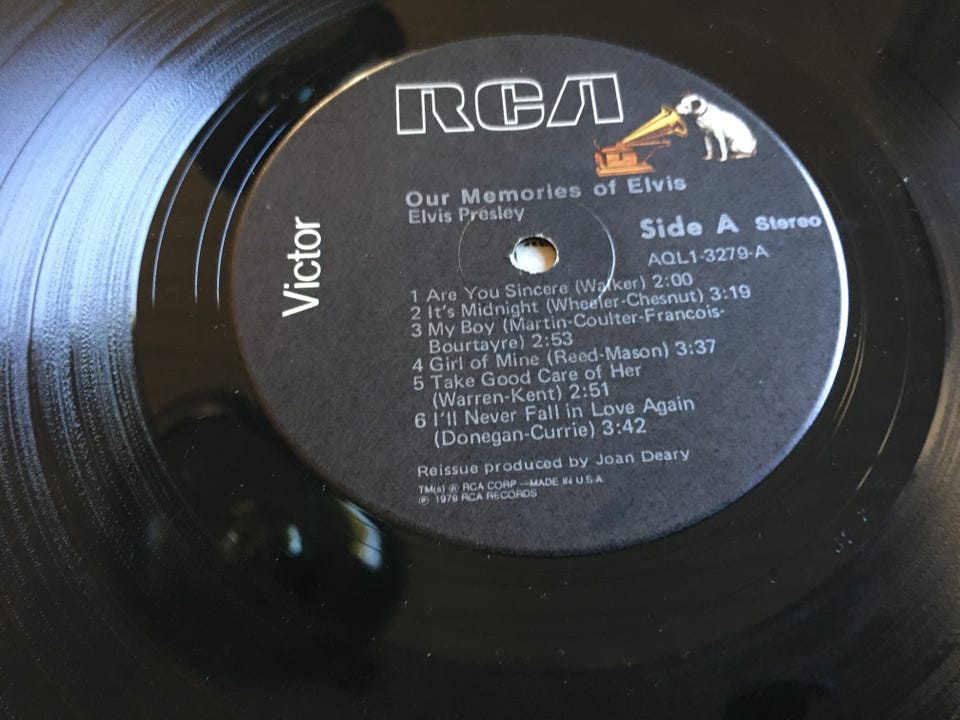 RCA
Victor
Our Memories of Elvis
Elvis Presley
Side A Stereo
AQL1-3279-A
1 Are You Sincere (Walker) 2:00
2 It's Midnight (Wheeler-Chesnut) 3:19
3 My Boy (Martin-Coulter-Francois-
Bourtayre) 2:53
4 Girl of Mine (Reed-Mason) 3:37
5 Take Good Care of Her
(Warren-Kent) 2:51
6 I'll Never Fall in Love Again
(Donegan-Currie) 3:42
Reissue produced by Joan Deary
TM(s) ® RCA CORP.—MADE IN U.S.A.
℗ 1979 RCA RECORDS